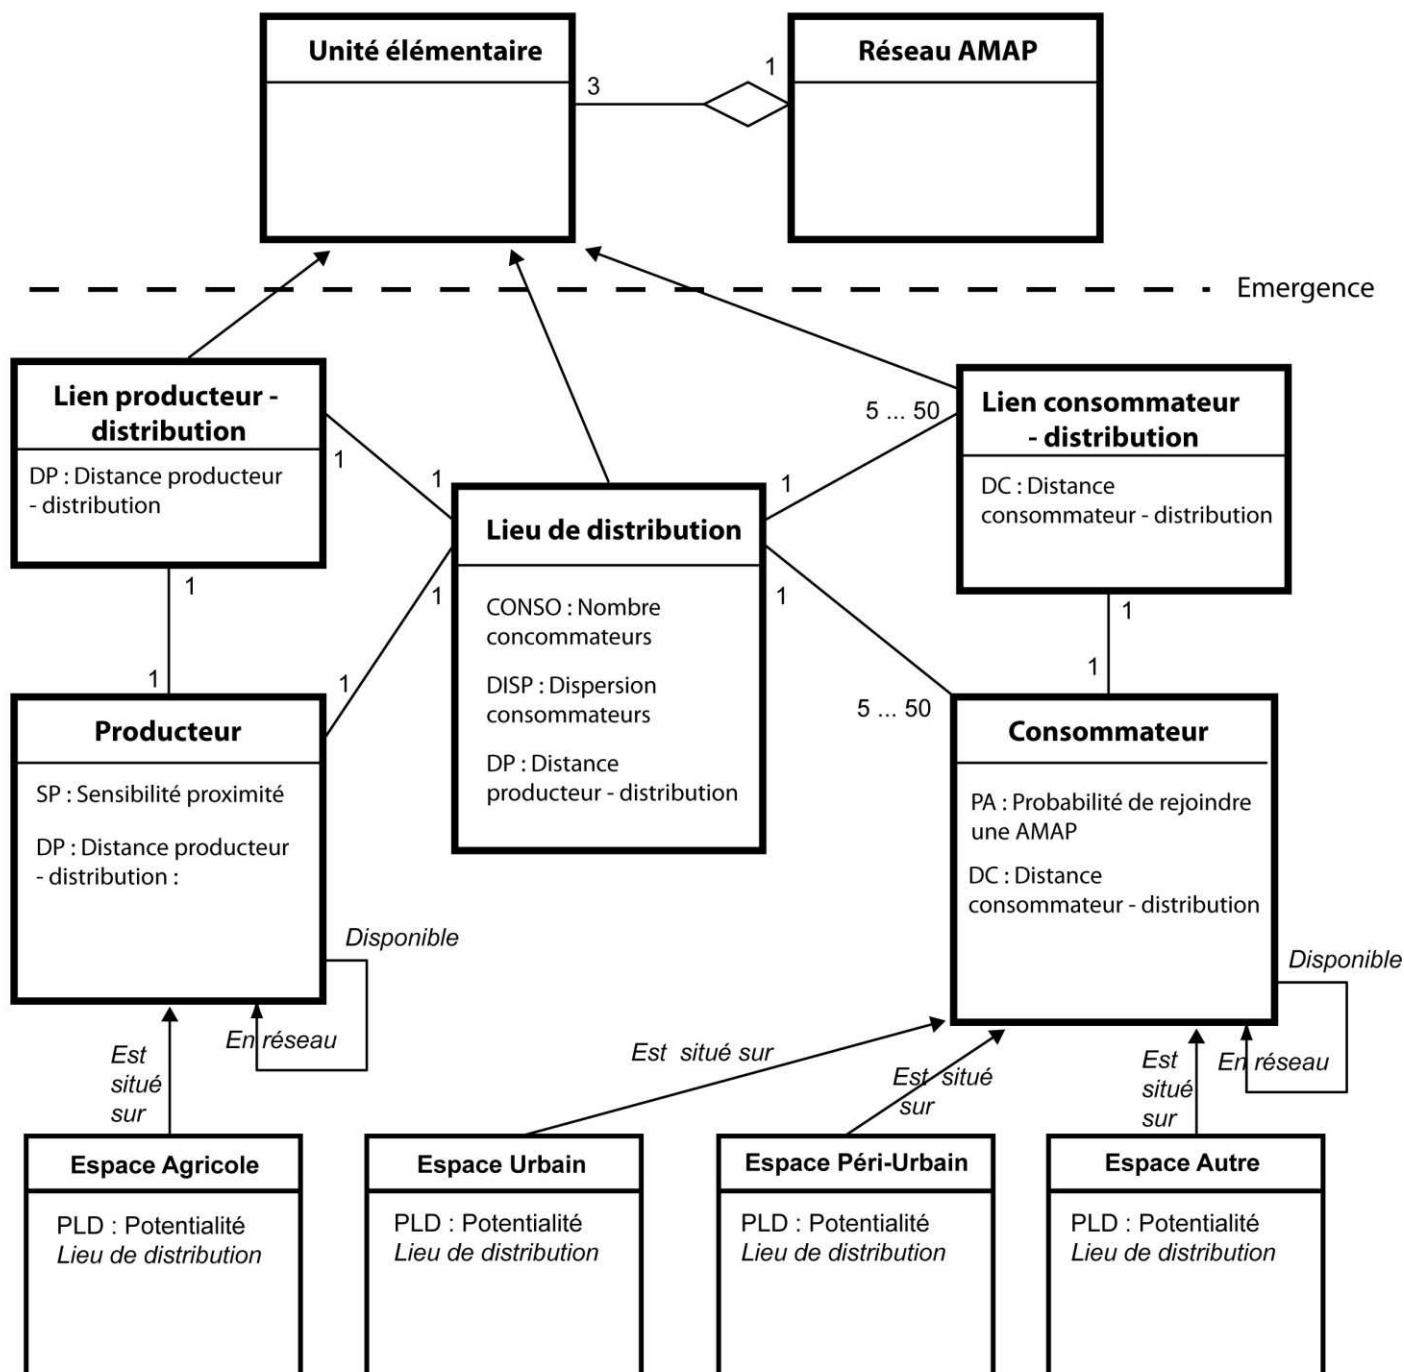 Unité élémentaire
Réseau AMAP
3
1
Emergence
Lien producteur -
distribution
DP : Distance producteur
- distribution
1
1
Lien consommateur
- distribution
DC : Distance
consommateur - distribution
5 ... 50
1
Lieu de distribution
CONSO : Nombre
concommateurs
DISP : Dispersion
consommateurs
DP : Distance
producteur - distribution
1
1
1
1
1
1
1
5 ... 50
Producteur
SP : Sensibilité proximité
DP : Distance producteur
- distribution :
Disponible
En réseau
Consommateur
PA : Probabilité de rejoindre
une AMAP
DC : Distance
consommateur - distribution
Disponible
En réseau
Est
situé
sur
Est situé sur
Est situé
sur
Est
situé
sur
Espace Agricole
PLD : Potentialité
Lieu de distribution
Espace Urbain
PLD : Potentialité
Lieu de distribution
Espace Péri-Urbain
PLD : Potentialité
Lieu de distribution
Espace Autre
PLD : Potentialité
Lieu de distribution